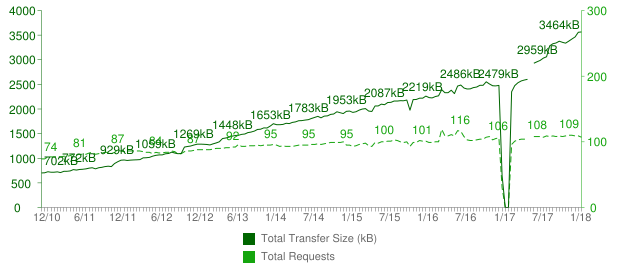 4000
3500
3000
2500
2000
1500
1000
500
0
300
200
100
0
702kB
772kB
929kB
1059kB
1269kB
1448kB
1653kB
1783kB
1953kB
2087kB
2219kB
2486kB
2479kB
2959kB
3464kB
74
77
81
87
84
87
92
95
95
95
100
101
116
106
108
109
12/10 6/11 12/11 6/12 12/12 6/13 1/14 7/14 1/15 7/15 1/16 7/16 1/17 7/17 1/18
Total Transfer Size (kB)
Total Requests